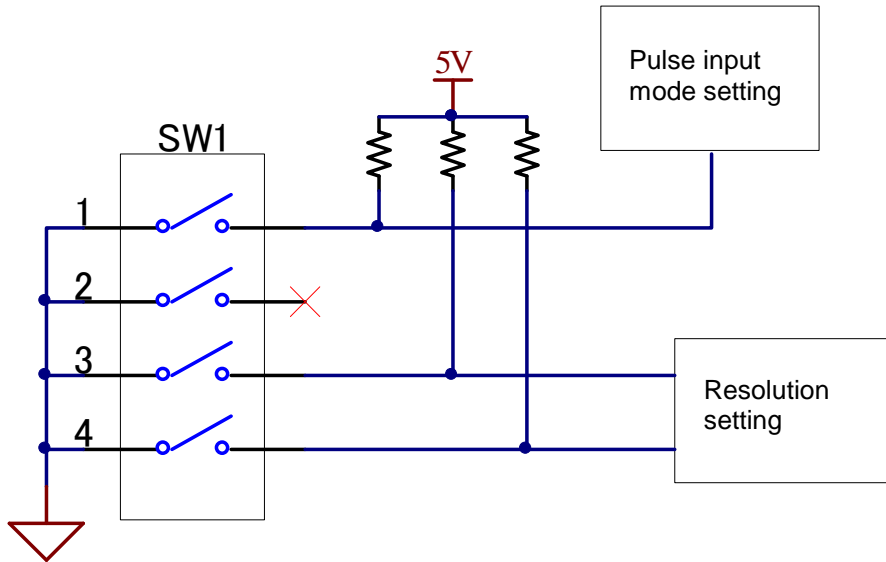 Pulse input
mode setting
5V
SW1
1
2
3
4
Resolution
setting